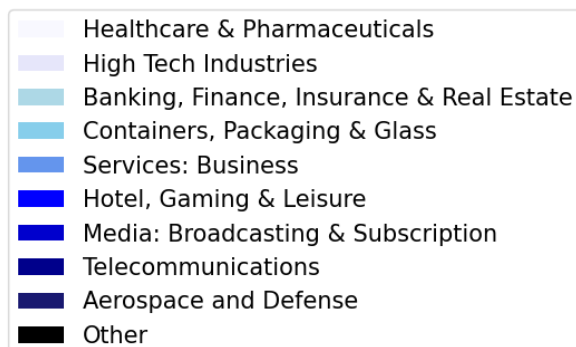 Healthcare & Pharmaceuticals
High Tech Industries
Banking, Finance, Insurance & Real Estate
Containers, Packaging & Glass
Services: Business
Hotel, Gaming & Leisure
Media: Broadcasting & Subscription
Telecommunications
Aerospace and Defense
Other